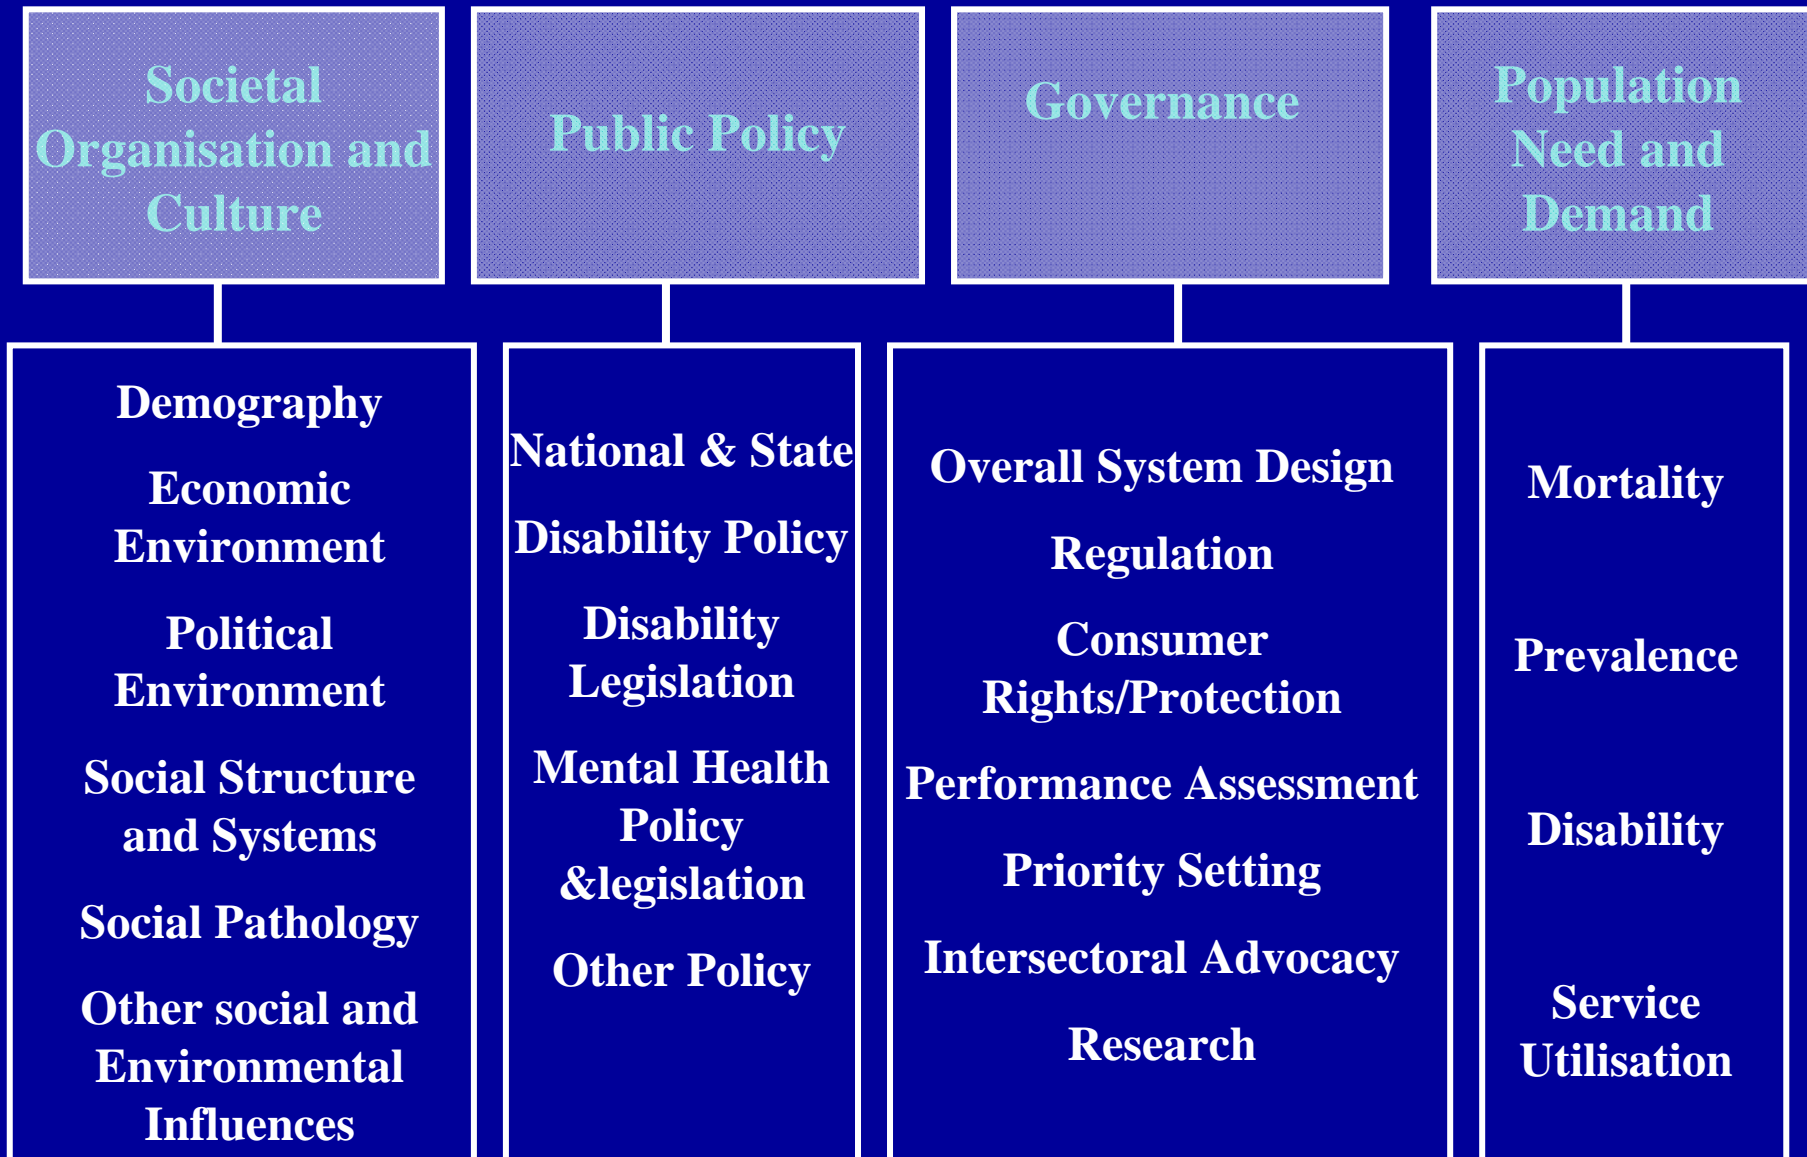 Societal
Organisation and
Culture
Public Policy
Governance
Population
Need and
Demand
Demography
Economic
Environment
Political
Environment
Social Structure
and Systems
Social Pathology
Other social and
Environmental
Influences
National & State
Disability Policy
Disability
Legislation
Mental Health
Policy
&legislation
Other Policy
Overall System Design
Regulation
Consumer
Rights/Protection
Performance Assessment
Priority Setting
Intersectoral Advocacy
Research
Mortality
Prevalence
Disability
Service
Utilisation